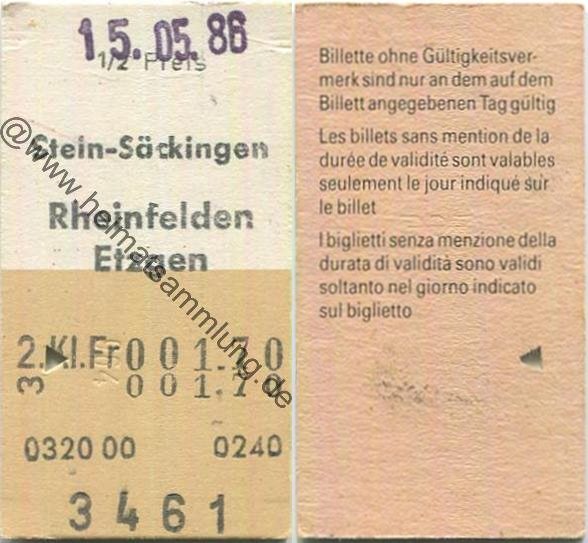 15.05.86
1/2 Preis
Stein-Säckingen
Rheinfelden
Etzgen
2.Kl.Fr 001.70
3 001.70
0320 00 0240
3461
@www.heimatsammlung.de
Billette ohne Gültigkeitsver-
merk sind nur an dem auf dem
Billett angegebenen Tag gültig
Les billets sans mention de la
durée de validité sont valables
seulement le jour indiqué sur
le billet
I biglietti senza menzione della
durata di validità sono validi
soltanto nel giorno indicato
sul biglietto